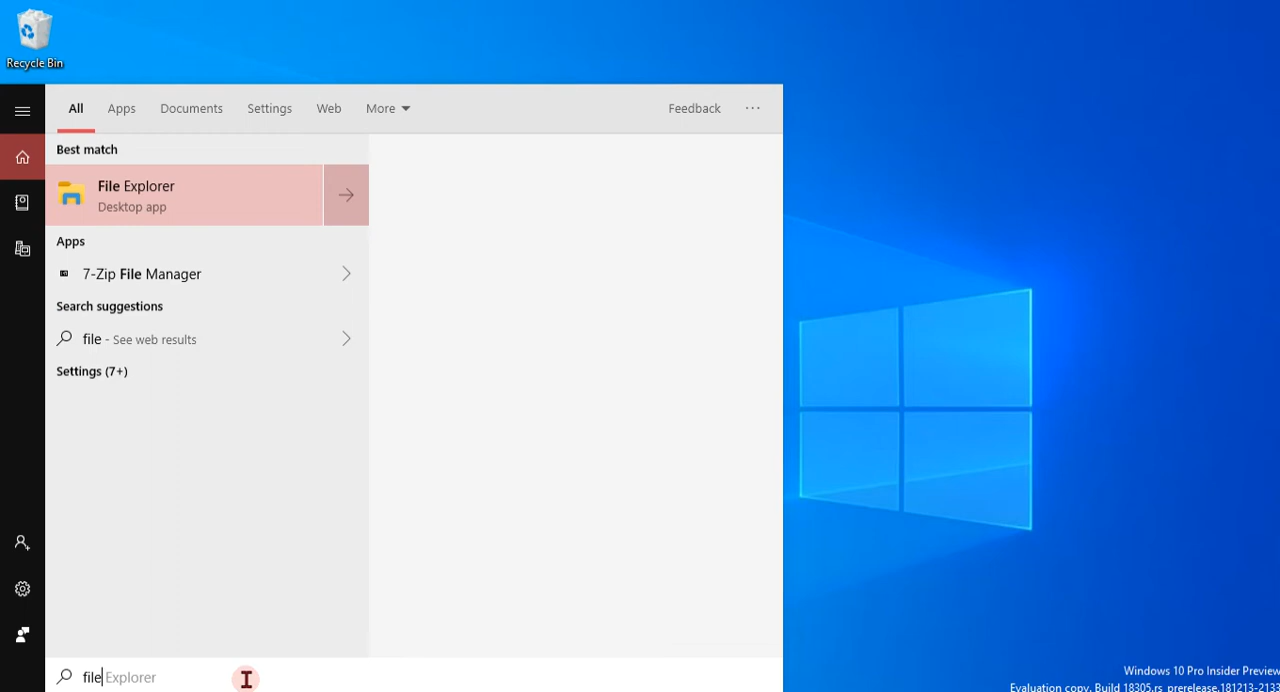 Recycle Bin
All Apps Documents Settings Web More Feedback ...
Best match
File Explorer
Desktop app
Apps
7-Zip File Manager
Search suggestions
file - See web results
Settings (7+)
file Explorer
Windows 10 Pro Insider Preview
Evaluation copy. Build 18305.rs_prerelease.181213-2133